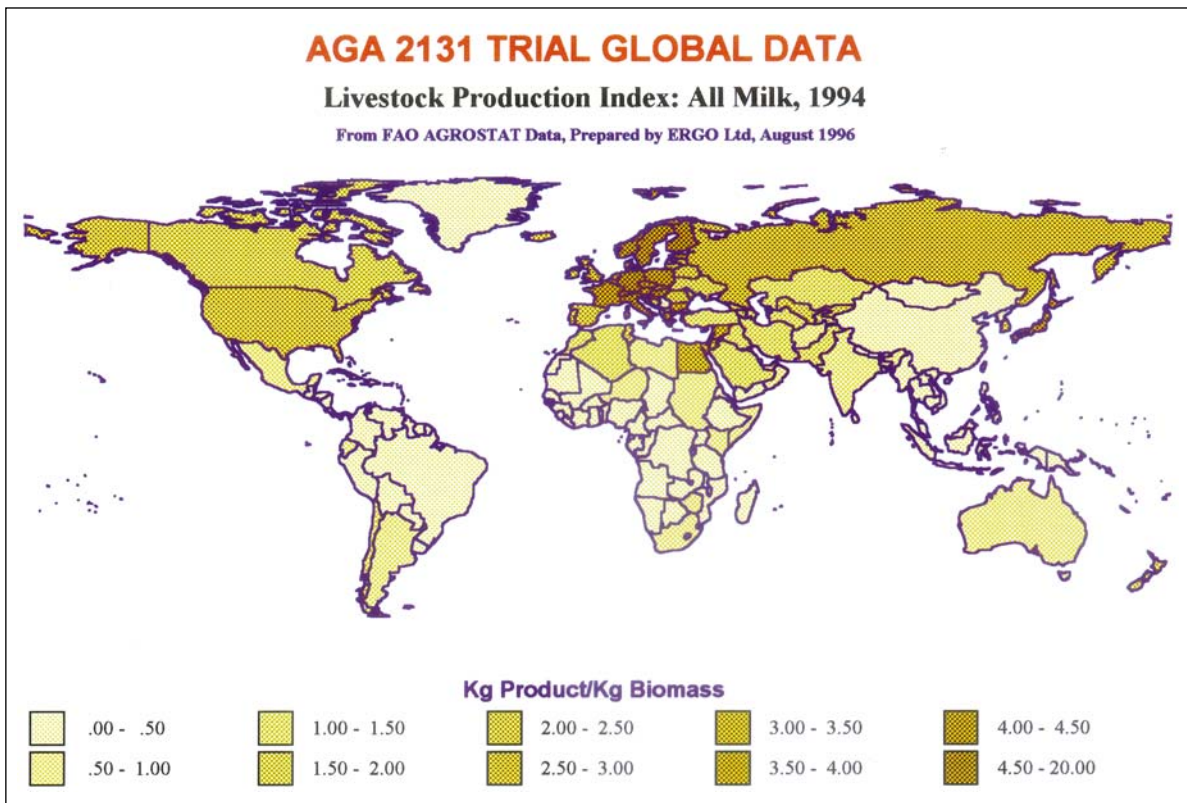 AGA 2131 TRIAL GLOBAL DATA
Livestock Production Index: All Milk, 1994
From FAO AGROSTAT Data, Prepared by ERGO Ltd, August 1996
Kg Product/Kg Biomass
.00 - .50
1.00 - 1.50
2.00 - 2.50
3.00 - 3.50
4.00 - 4.50
.50 - 1.00
1.50 - 2.00
2.50 - 3.00
3.50 - 4.00
4.50 - 20.00